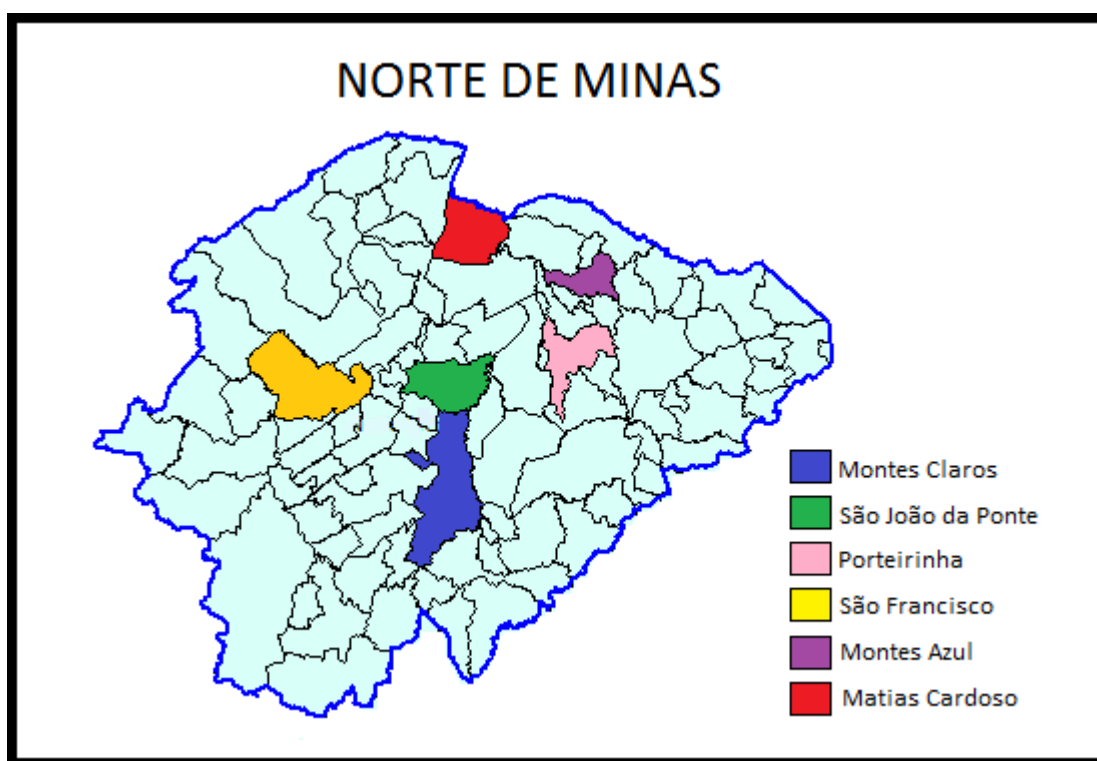 NORTE DE MINAS
Montes Claros
São João da Ponte
Porteirinha
São Francisco
Montes Azul
Matias Cardoso